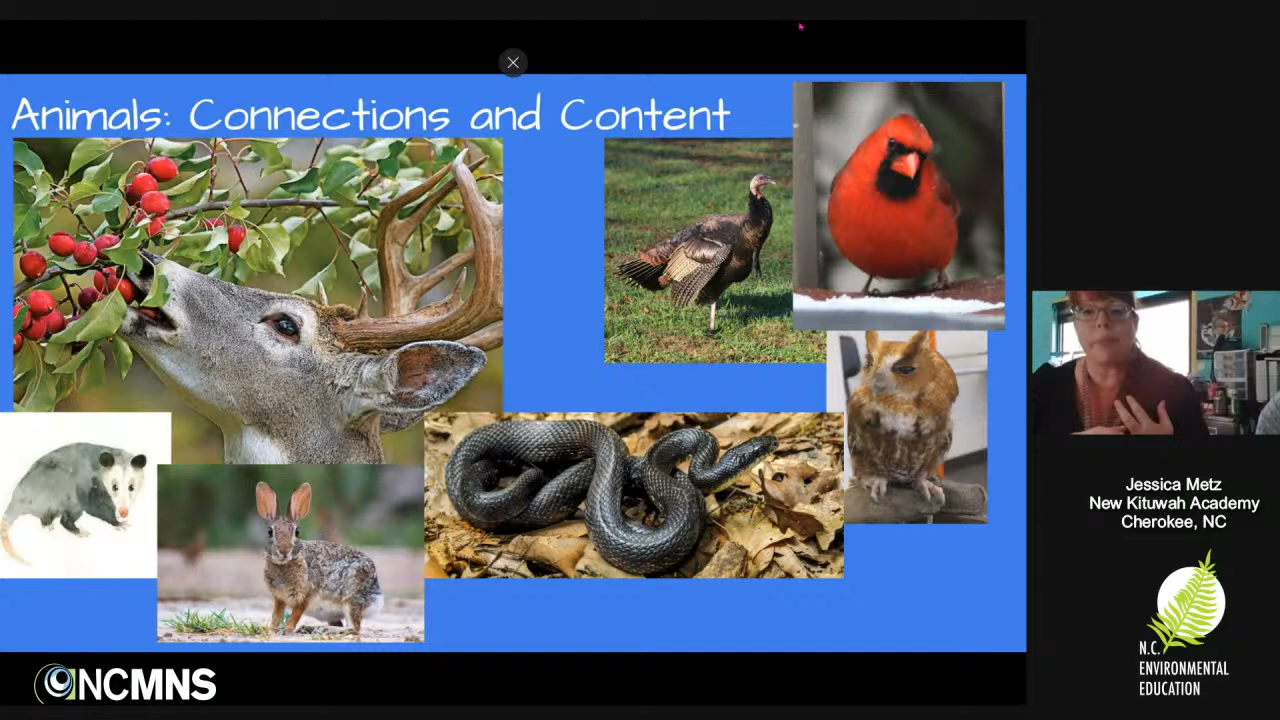 Animals: Connections and Content
Jessica Metz
New Kituwah Academy
Cherokee, NC
N.C.
ENVIRONMENTAL
EDUCATION
NCMNS